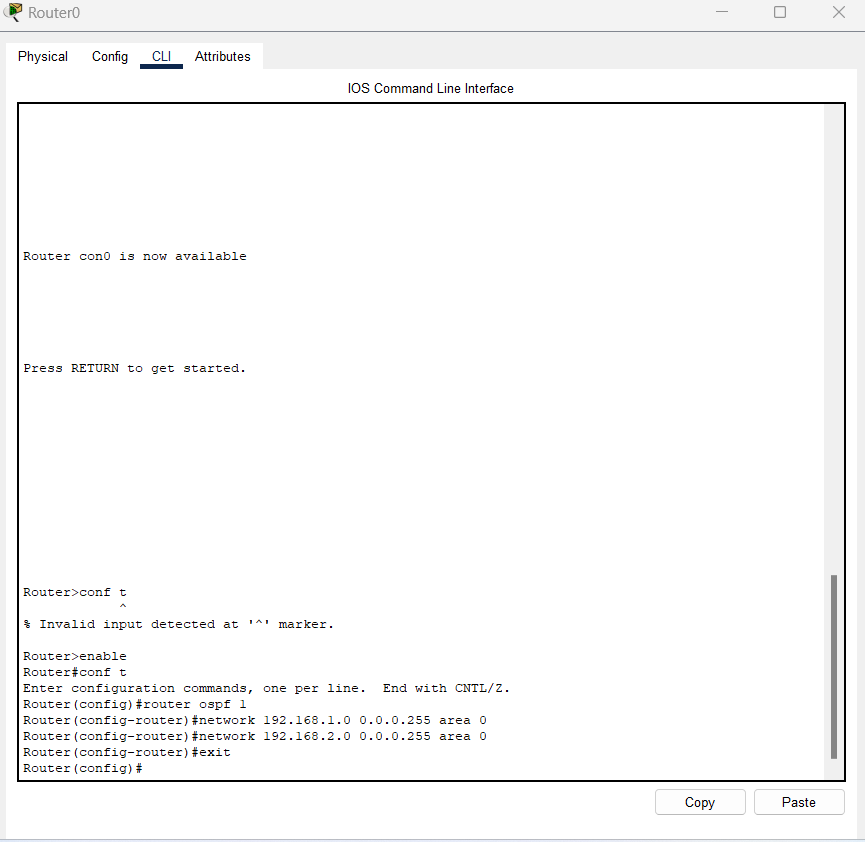 Router0
Physical Config CLI Attributes
IOS Command Line Interface
Router con0 is now available
Press RETURN to get started.
Router>conf t
^
% Invalid input detected at '^' marker.
Router>enable
Router#conf t
Enter configuration commands, one per line.  End with CNTL/Z.
Router(config)#router ospf 1
Router(config-router)#network 192.168.1.0 0.0.0.255 area 0
Router(config-router)#network 192.168.2.0 0.0.0.255 area 0
Router(config-router)#exit
Router(config)#
Copy Paste